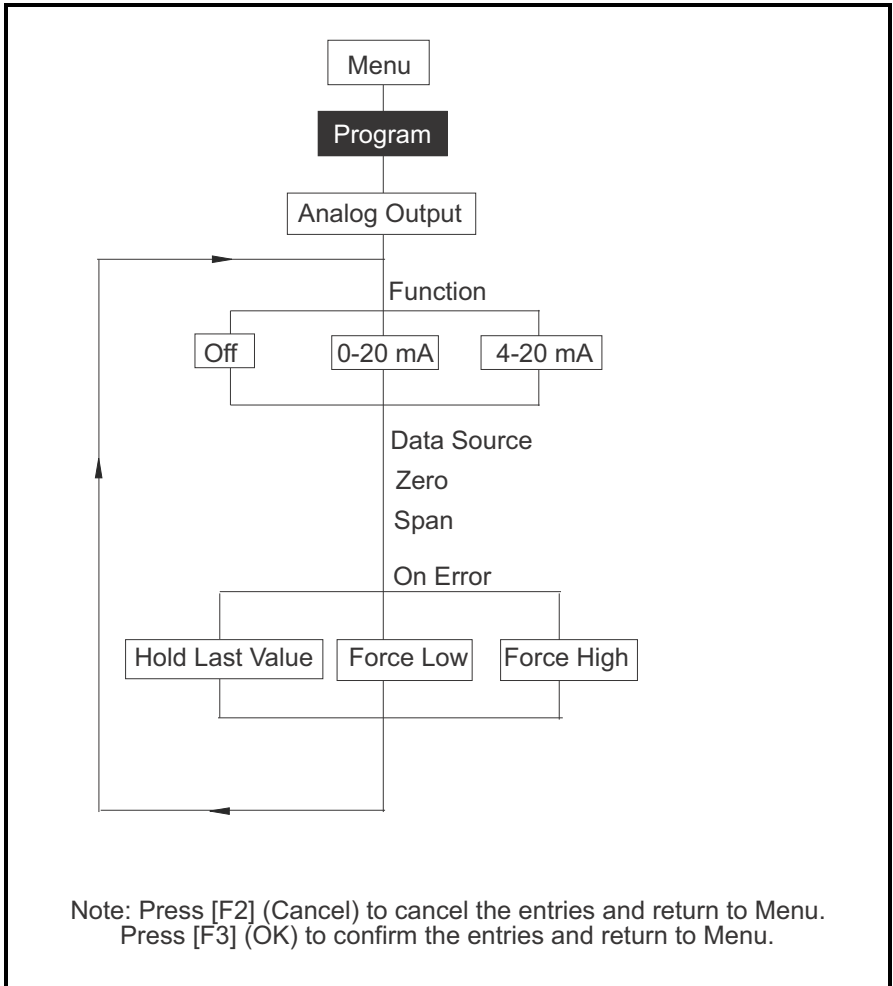 Menu
Program
Analog Output
Function
Off
0-20 mA
4-20 mA
Data Source
Zero
Span
On Error
Hold Last Value
Force Low
Force High
Note: Press [F2] (Cancel) to cancel the entries and return to Menu.
Press [F3] (OK) to confirm the entries and return to Menu.